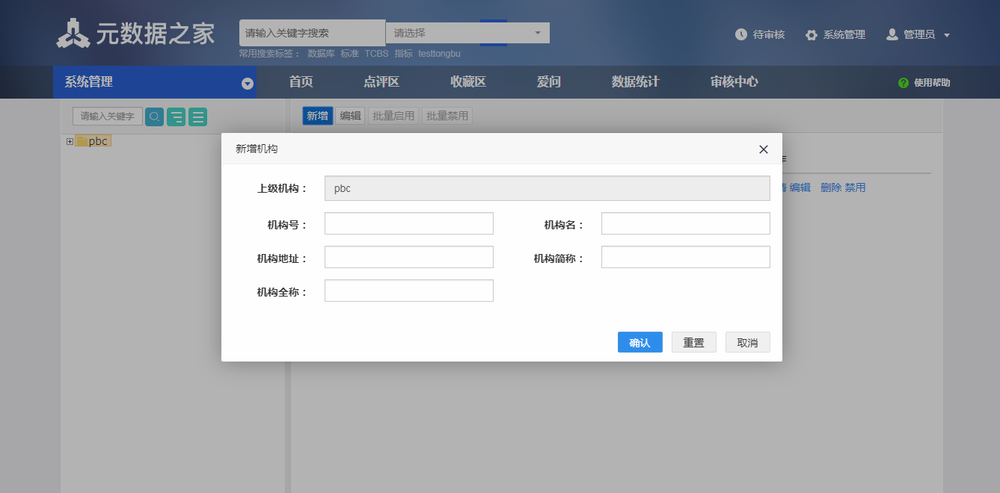 元数据之家
请输入关键字搜索
请选择
常用搜索标签： 数据库 标准 TCBS 指标 testtongbu
待审核
系统管理
管理员
系统管理
首页
点评区
收藏区
爱问
数据统计
审核中心
使用帮助
请输入关键字
新增
编辑
批量启用
批量禁用
pbc
新增机构
上级机构：
pbc
机构号：
机构名：
机构地址：
机构简称：
机构全称：
编辑 删除 禁用
确认
重置
取消